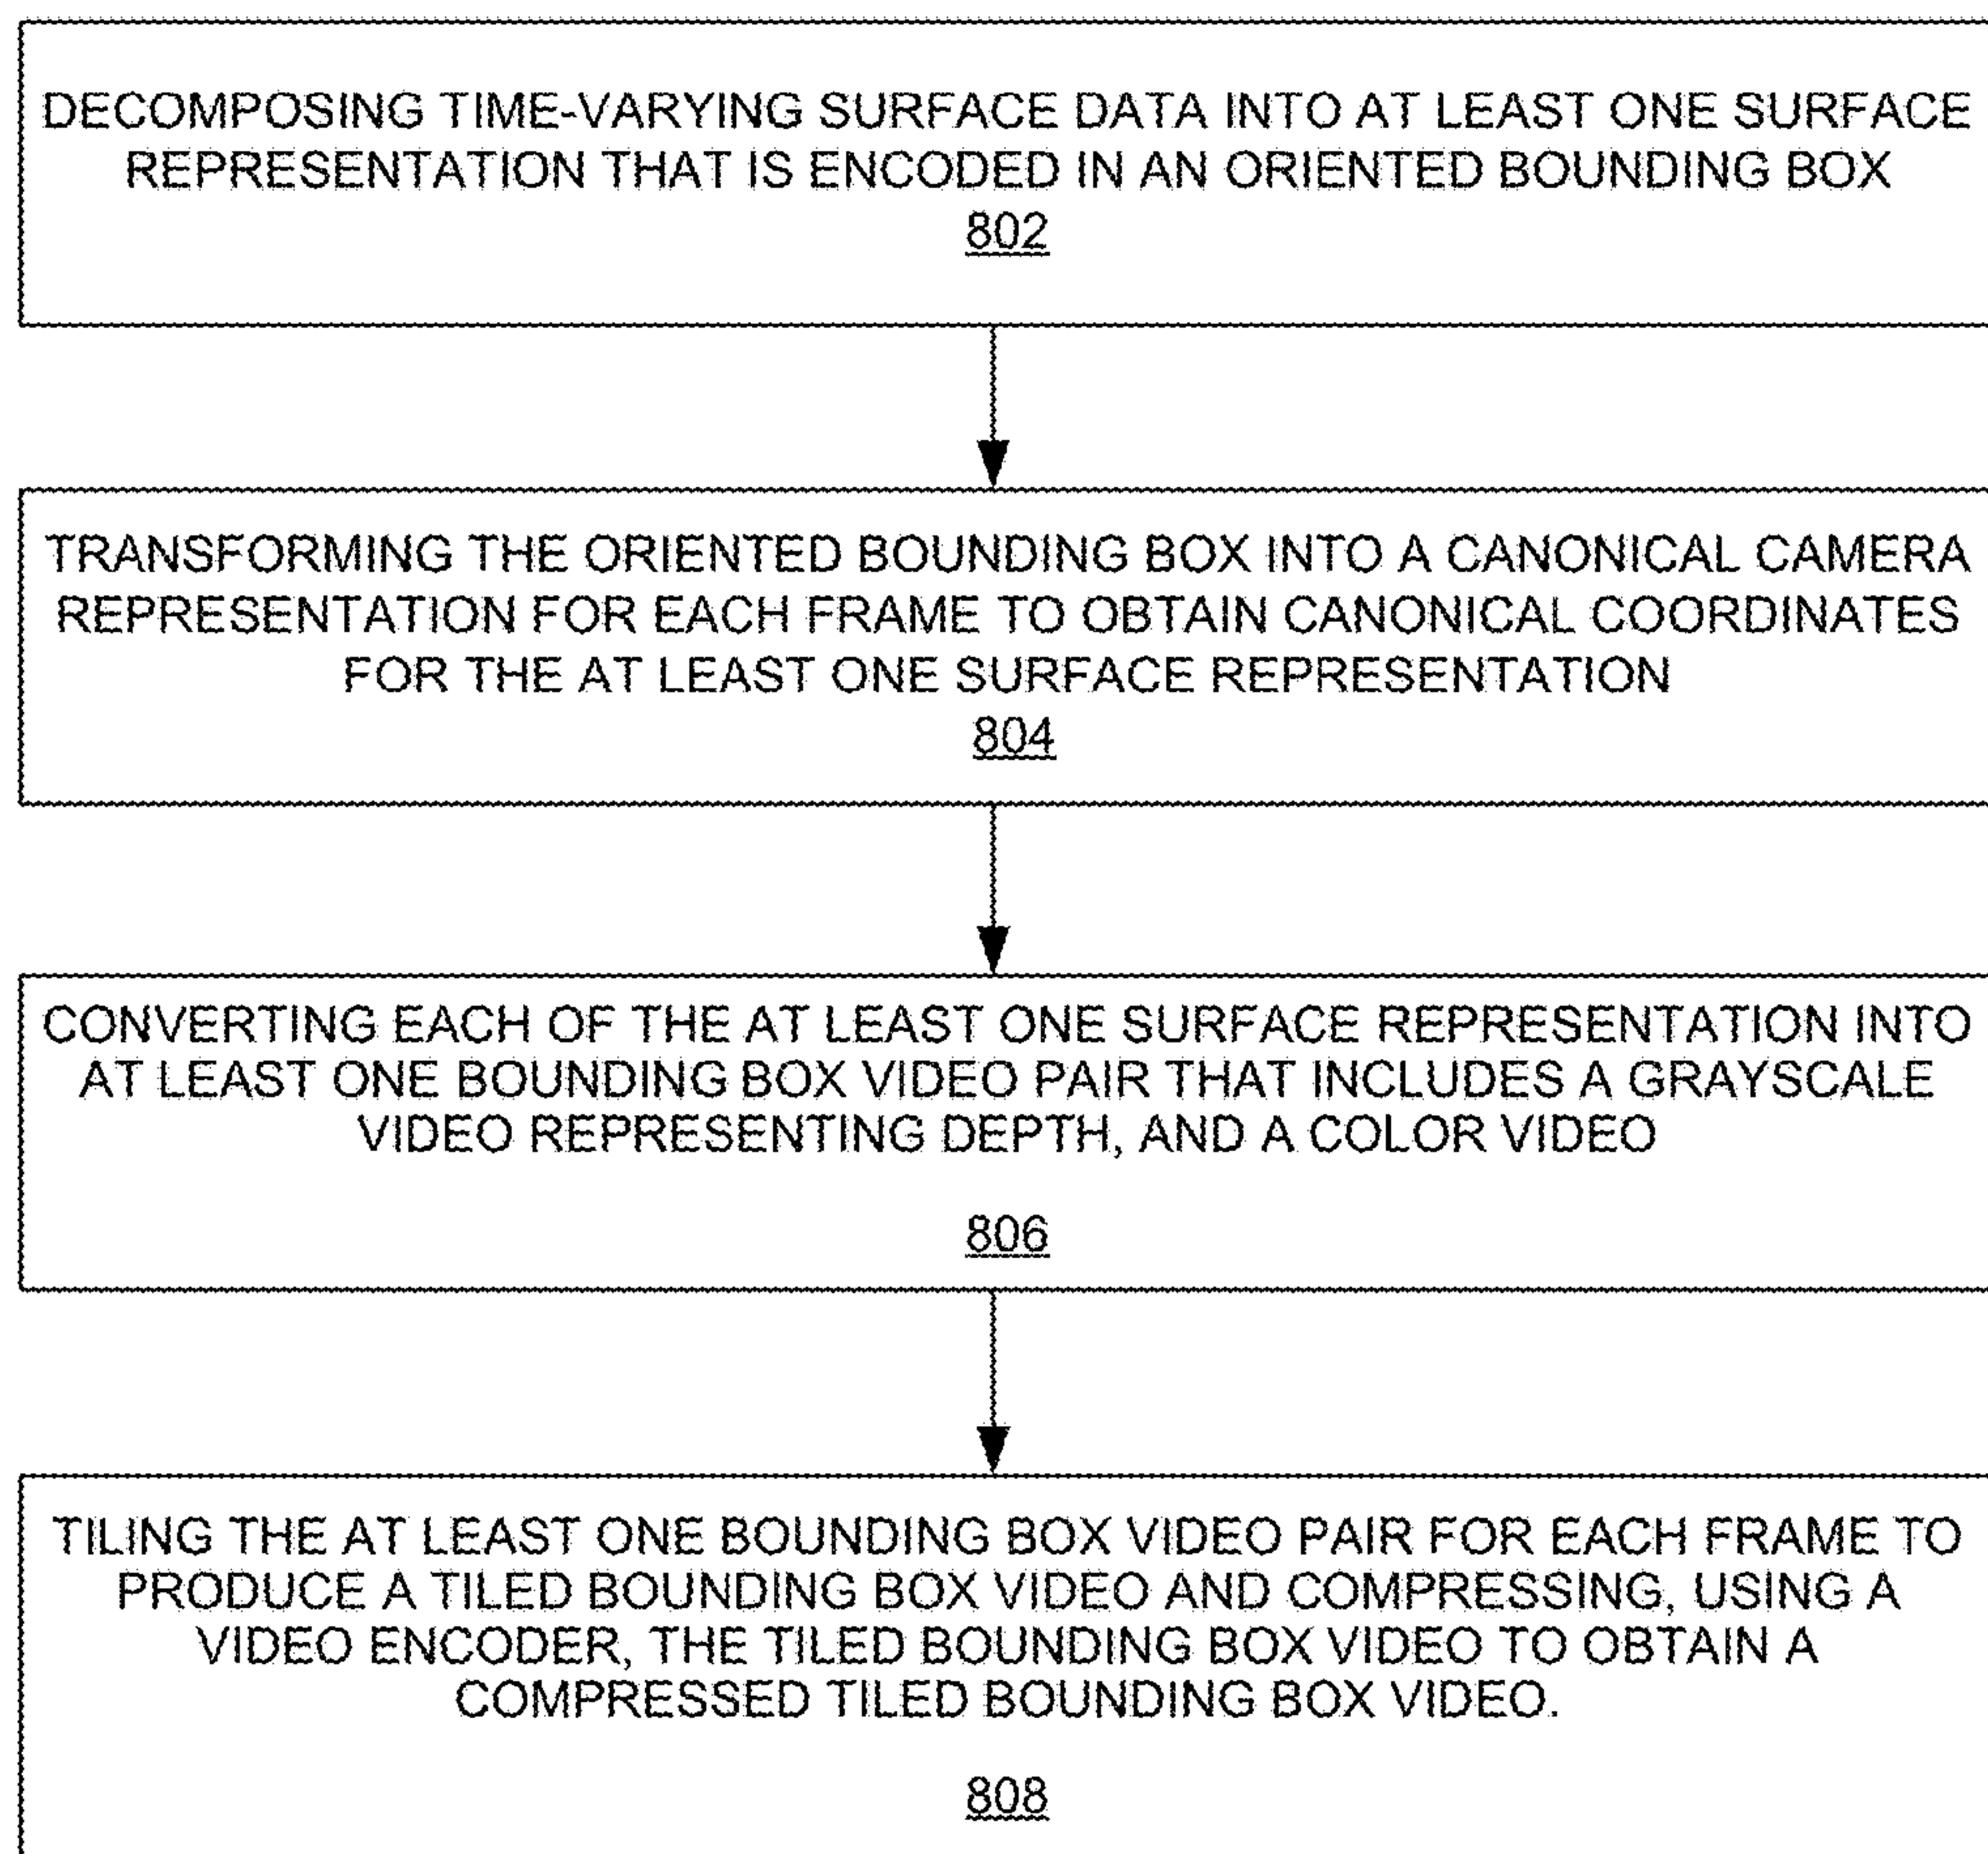 DECOMPOSING TIME-VARYING SURFACE DATA INTO AT LEAST ONE SURFACE
REPRESENTATION THAT IS ENCODED IN AN ORIENTED BOUNDING BOX
802
TRANSFORMING THE ORIENTED BOUNDING BOX INTO A CANONICAL CAMERA
REPRESENTATION FOR EACH FRAME TO OBTAIN CANONICAL COORDINATES
FOR THE AT LEAST ONE SURFACE REPRESENTATION
804
CONVERTING EACH OF THE AT LEAST ONE SURFACE REPRESENTATION INTO
AT LEAST ONE BOUNDING BOX VIDEO PAIR THAT INCLUDES A GRAYSCALE
VIDEO REPRESENTING DEPTH, AND A COLOR VIDEO
806
TILING THE AT LEAST ONE BOUNDING BOX VIDEO PAIR FOR EACH FRAME TO
PRODUCE A TILED BOUNDING BOX VIDEO AND COMPRESSING, USING A
VIDEO ENCODER, THE TILED BOUNDING BOX VIDEO TO OBTAIN A
COMPRESSED TILED BOUNDING BOX VIDEO.
808